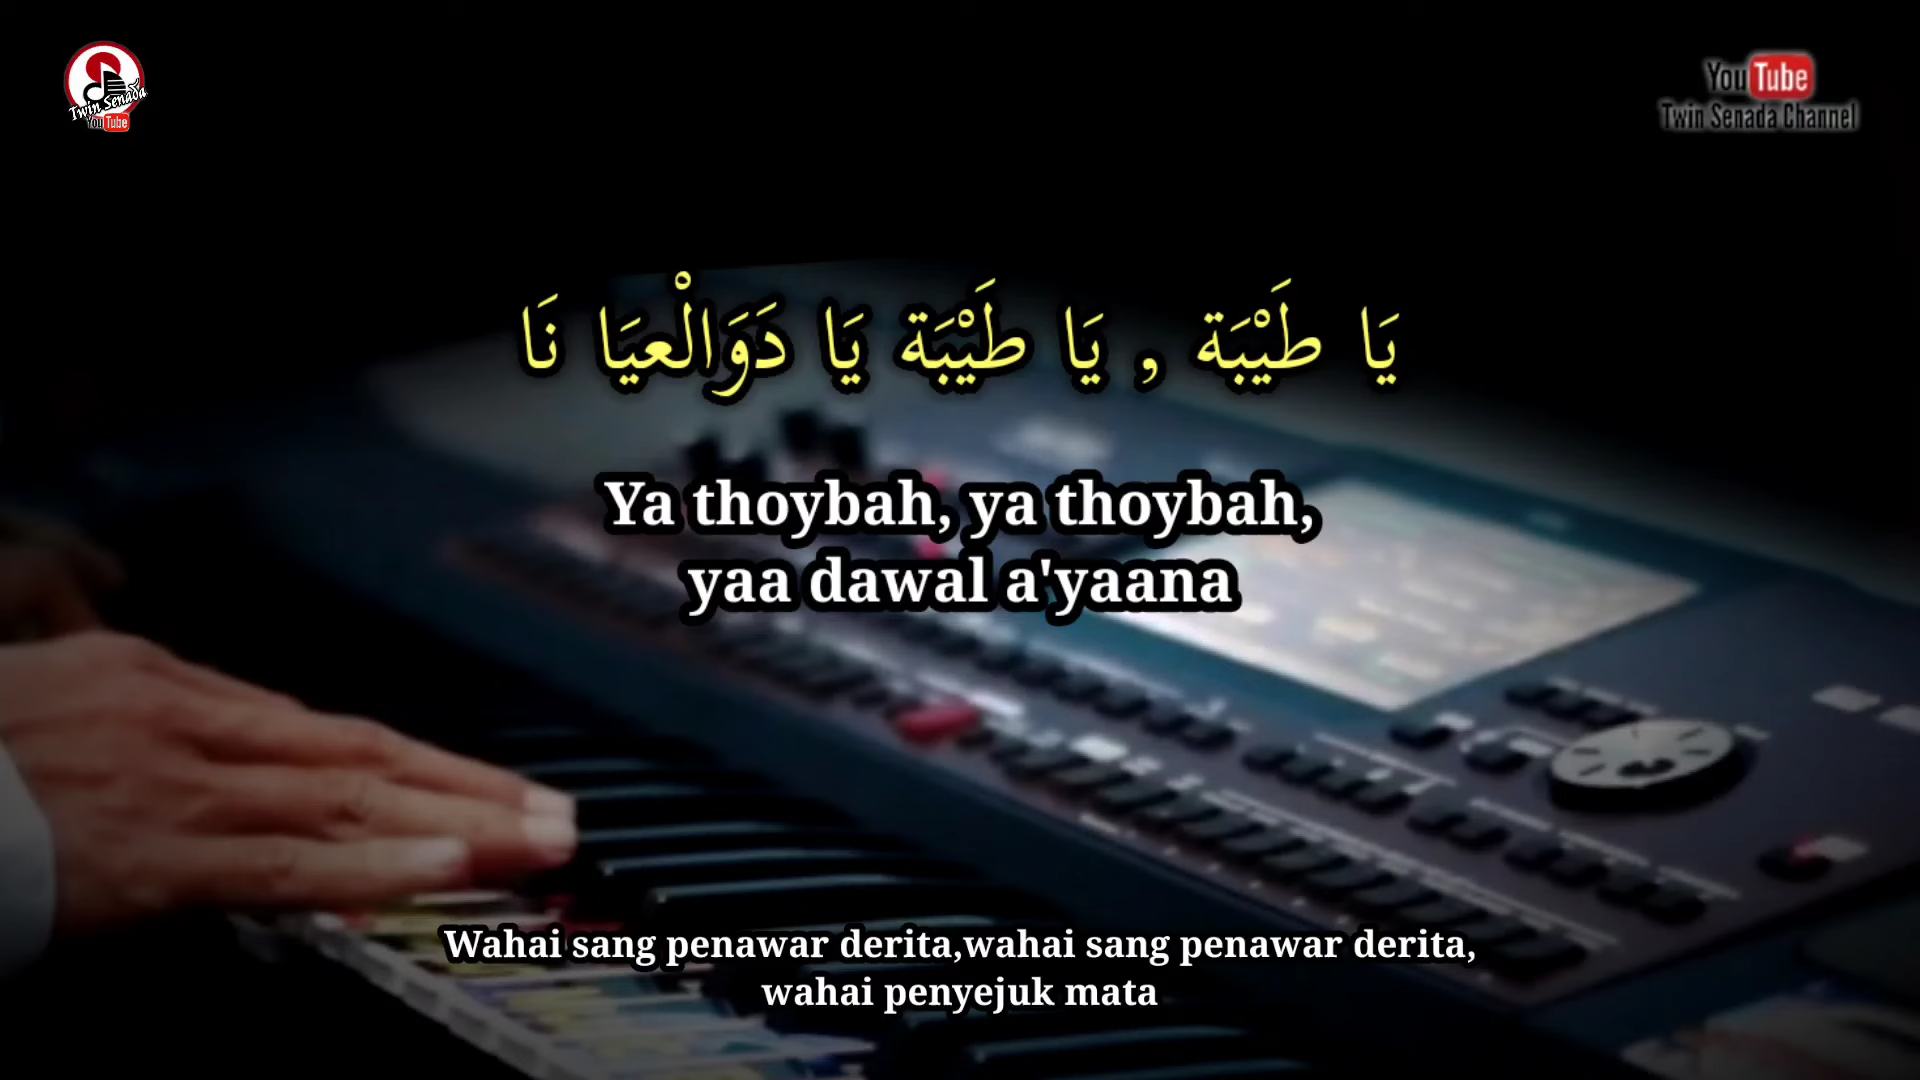 Twin Senada
YouTube
YouTube
Twin Senada Channel
يَا طَيْبَة , يَا طَيْبَة يَا دَوَالْعيَا نَا
Ya thoybah, ya thoybah,
yaa dawal a'yaana
Wahai sang penawar derita,wahai sang penawar derita,
wahai penyejuk mata